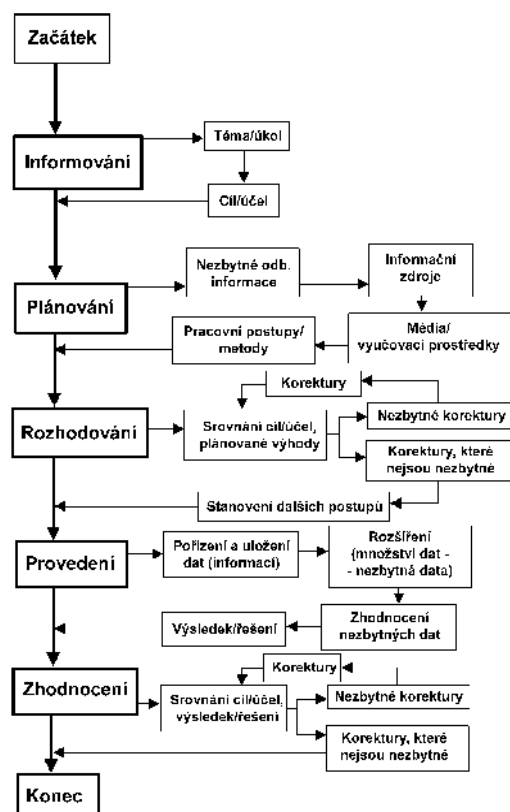 Začátek
Informování
Téma/úkol
Cíl/účel
Plánování
Nezbytné odb.
informace
Informační
zdroje
Média/
vyučovací prostředky
Pracovní postupy/
metody
Rozhodování
Srovnání cíl/účel,
plánované výhody
Korektury
Nezbytné korektury
Korektury, které
nejsou nezbytné
Stanovení dalších postupů
Provedení
Pořízení a uložení
dat (informací)
Rozšíření
(množství dat -
- nezbytná data)
Zhodnocení
nezbytných dat
Výsledek/řešení
Zhodnocení
Srovnání cíl/účel,
výsledek/řešení
Korektury
Nezbytné korektury
Korektury, které
nejsou nezbytné
Konec